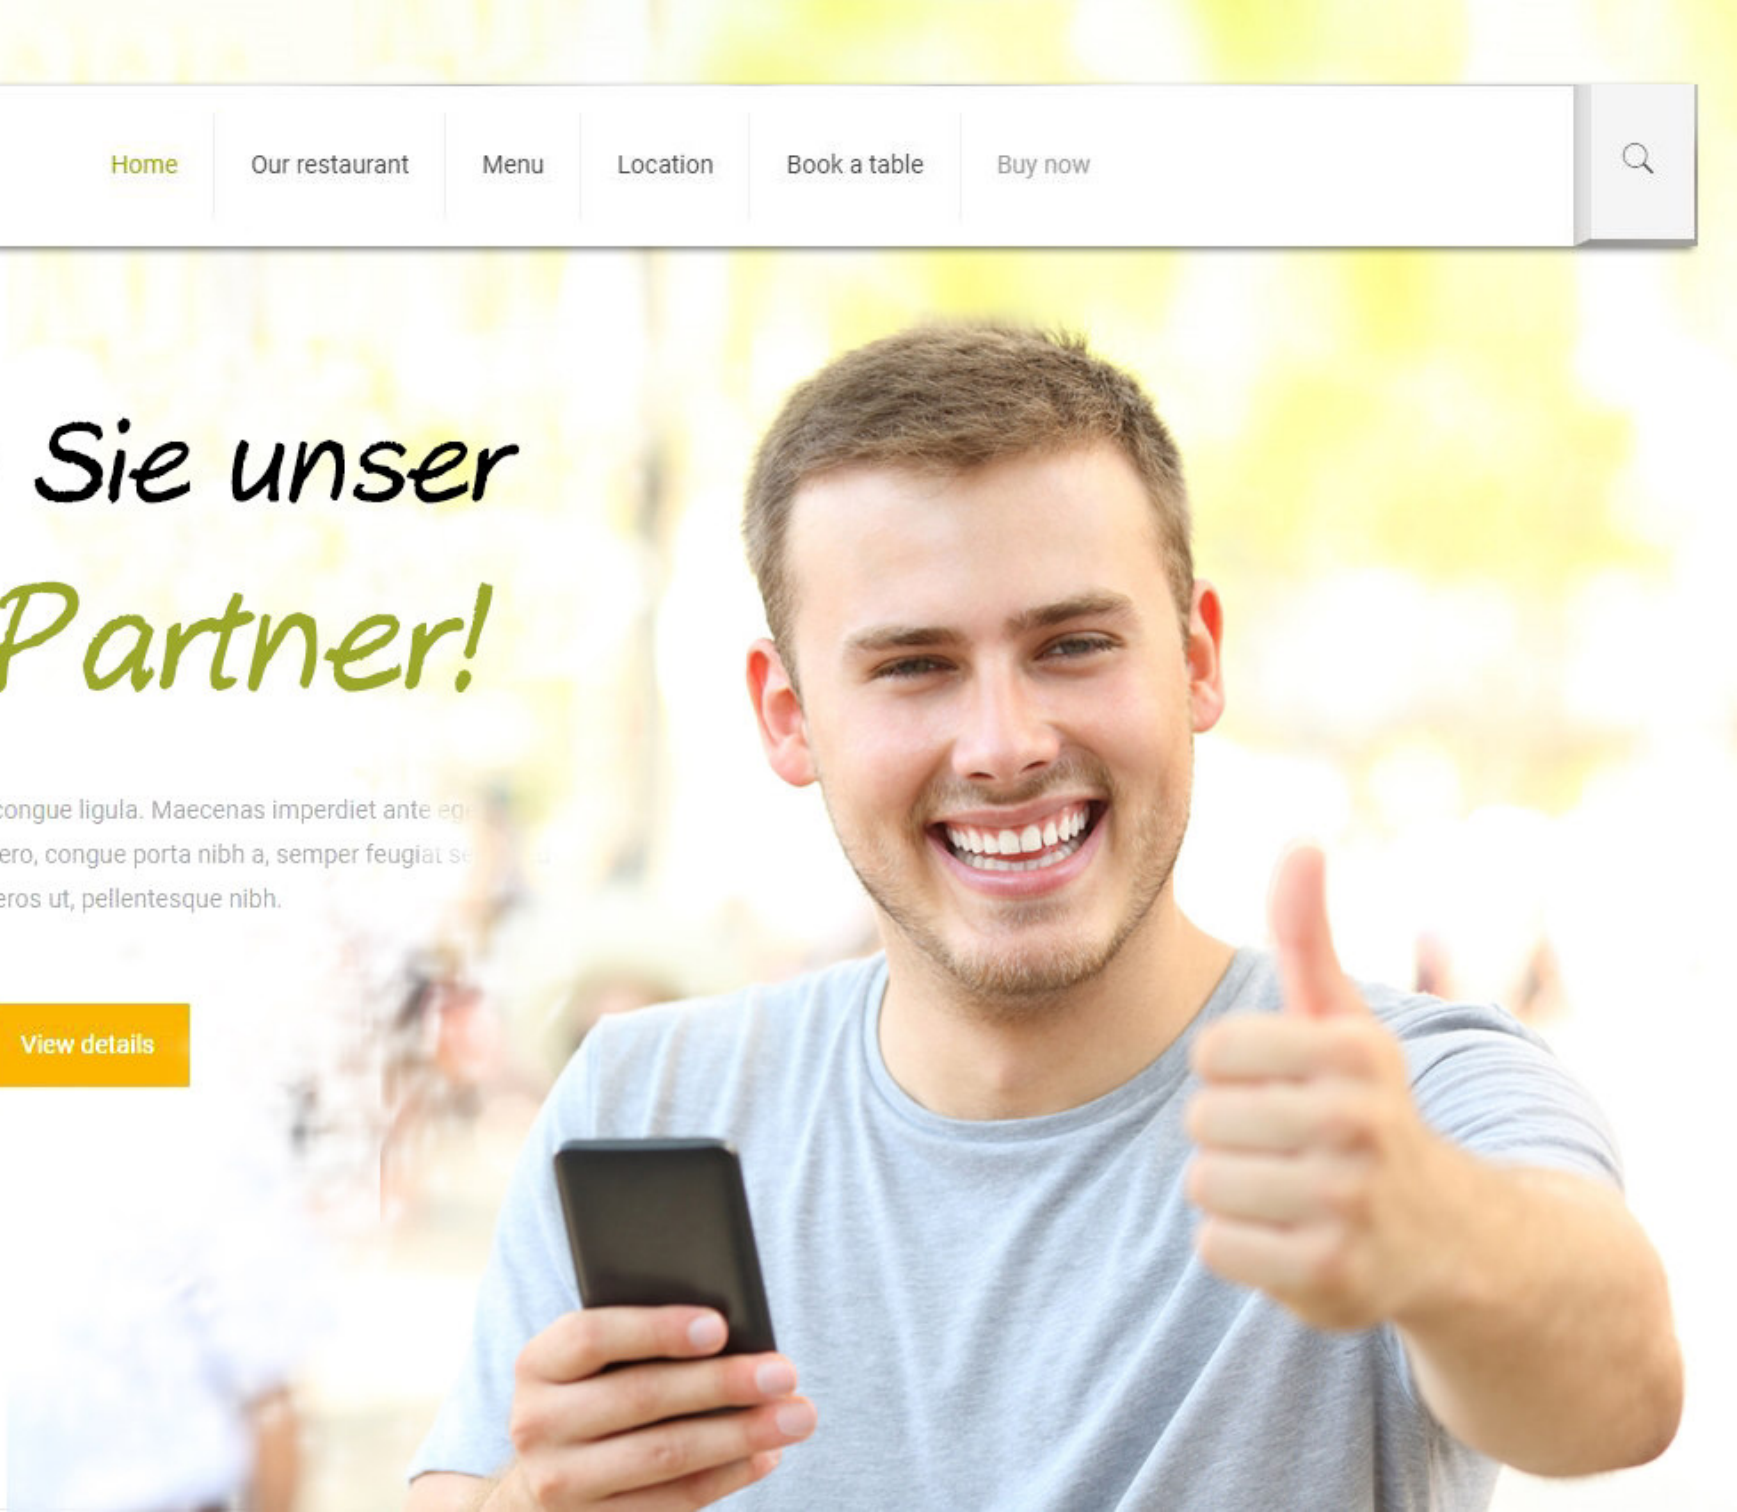 Home Our restaurant Menu Location Book a table Buy now
Sie unser
Partner!
congue ligula. Maecenas imperdiet ante
ero, congue porta nibh a, semper feugiat
eros ut, pellentesque nibh.
View details